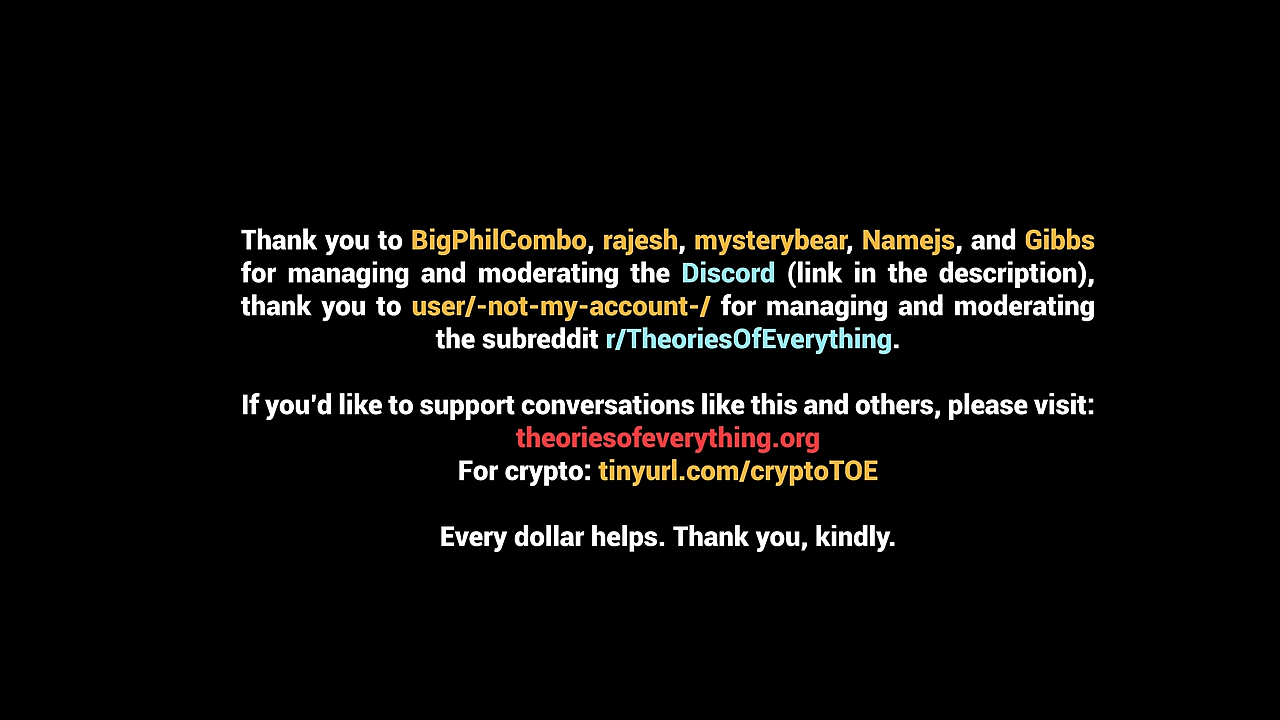 Thank you to BigPhilCombo, rajesh, mysterybear, Namejs, and Gibbs
for managing and moderating the Discord (link in the description),
thank you to user/-not-my-account-/ for managing and moderating
the subreddit r/TheoriesOfEverything.
If you'd like to support conversations like this and others, please visit:
theoriesofeverything.org
For crypto: tinyurl.com/cryptoTOE
Every dollar helps. Thank you, kindly.